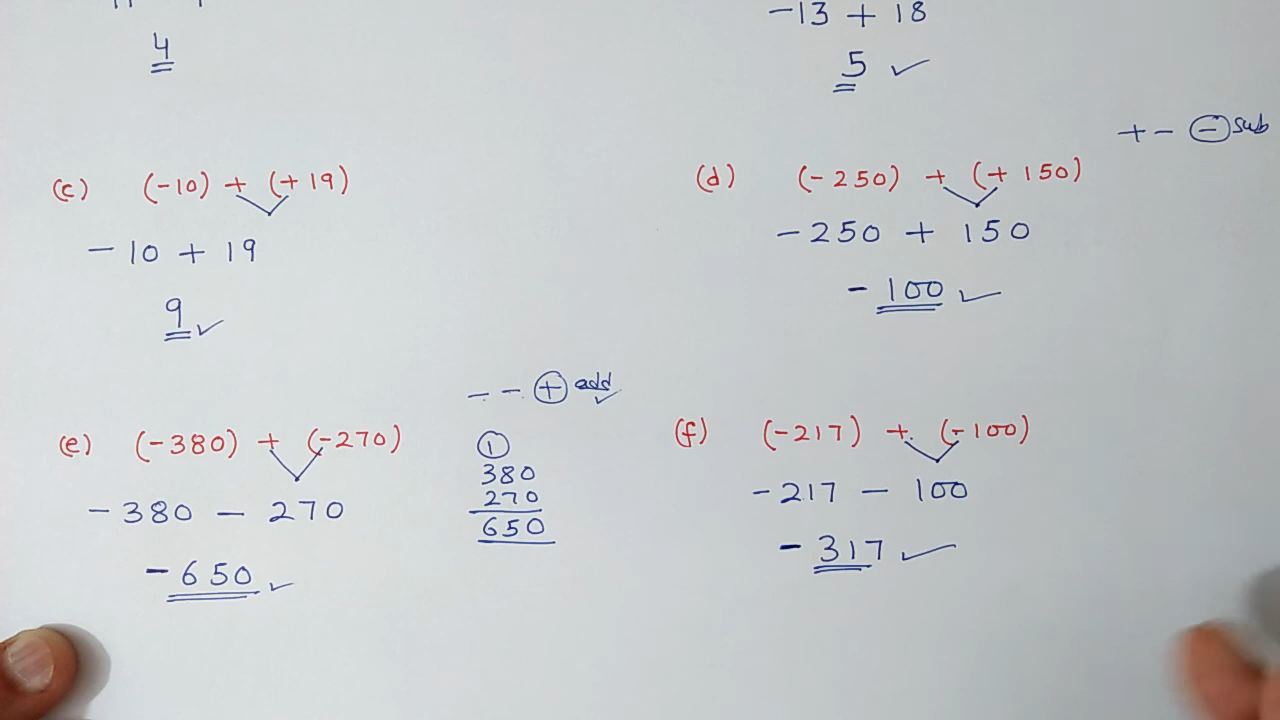 4
-13 + 18
5 ✓
+ - ⊖ sub
(c) (-10) + (+19)
-10 + 19
9 ✓
(d) (-250) + (+150)
-250 + 150
-100 ✓
(e) (-380) + (-270)
-380 - 270
-650 ✓
- - ⊕ add ✓
①
380
270
650
(f) (-217) + (-100)
-217 - 100
-317 ✓